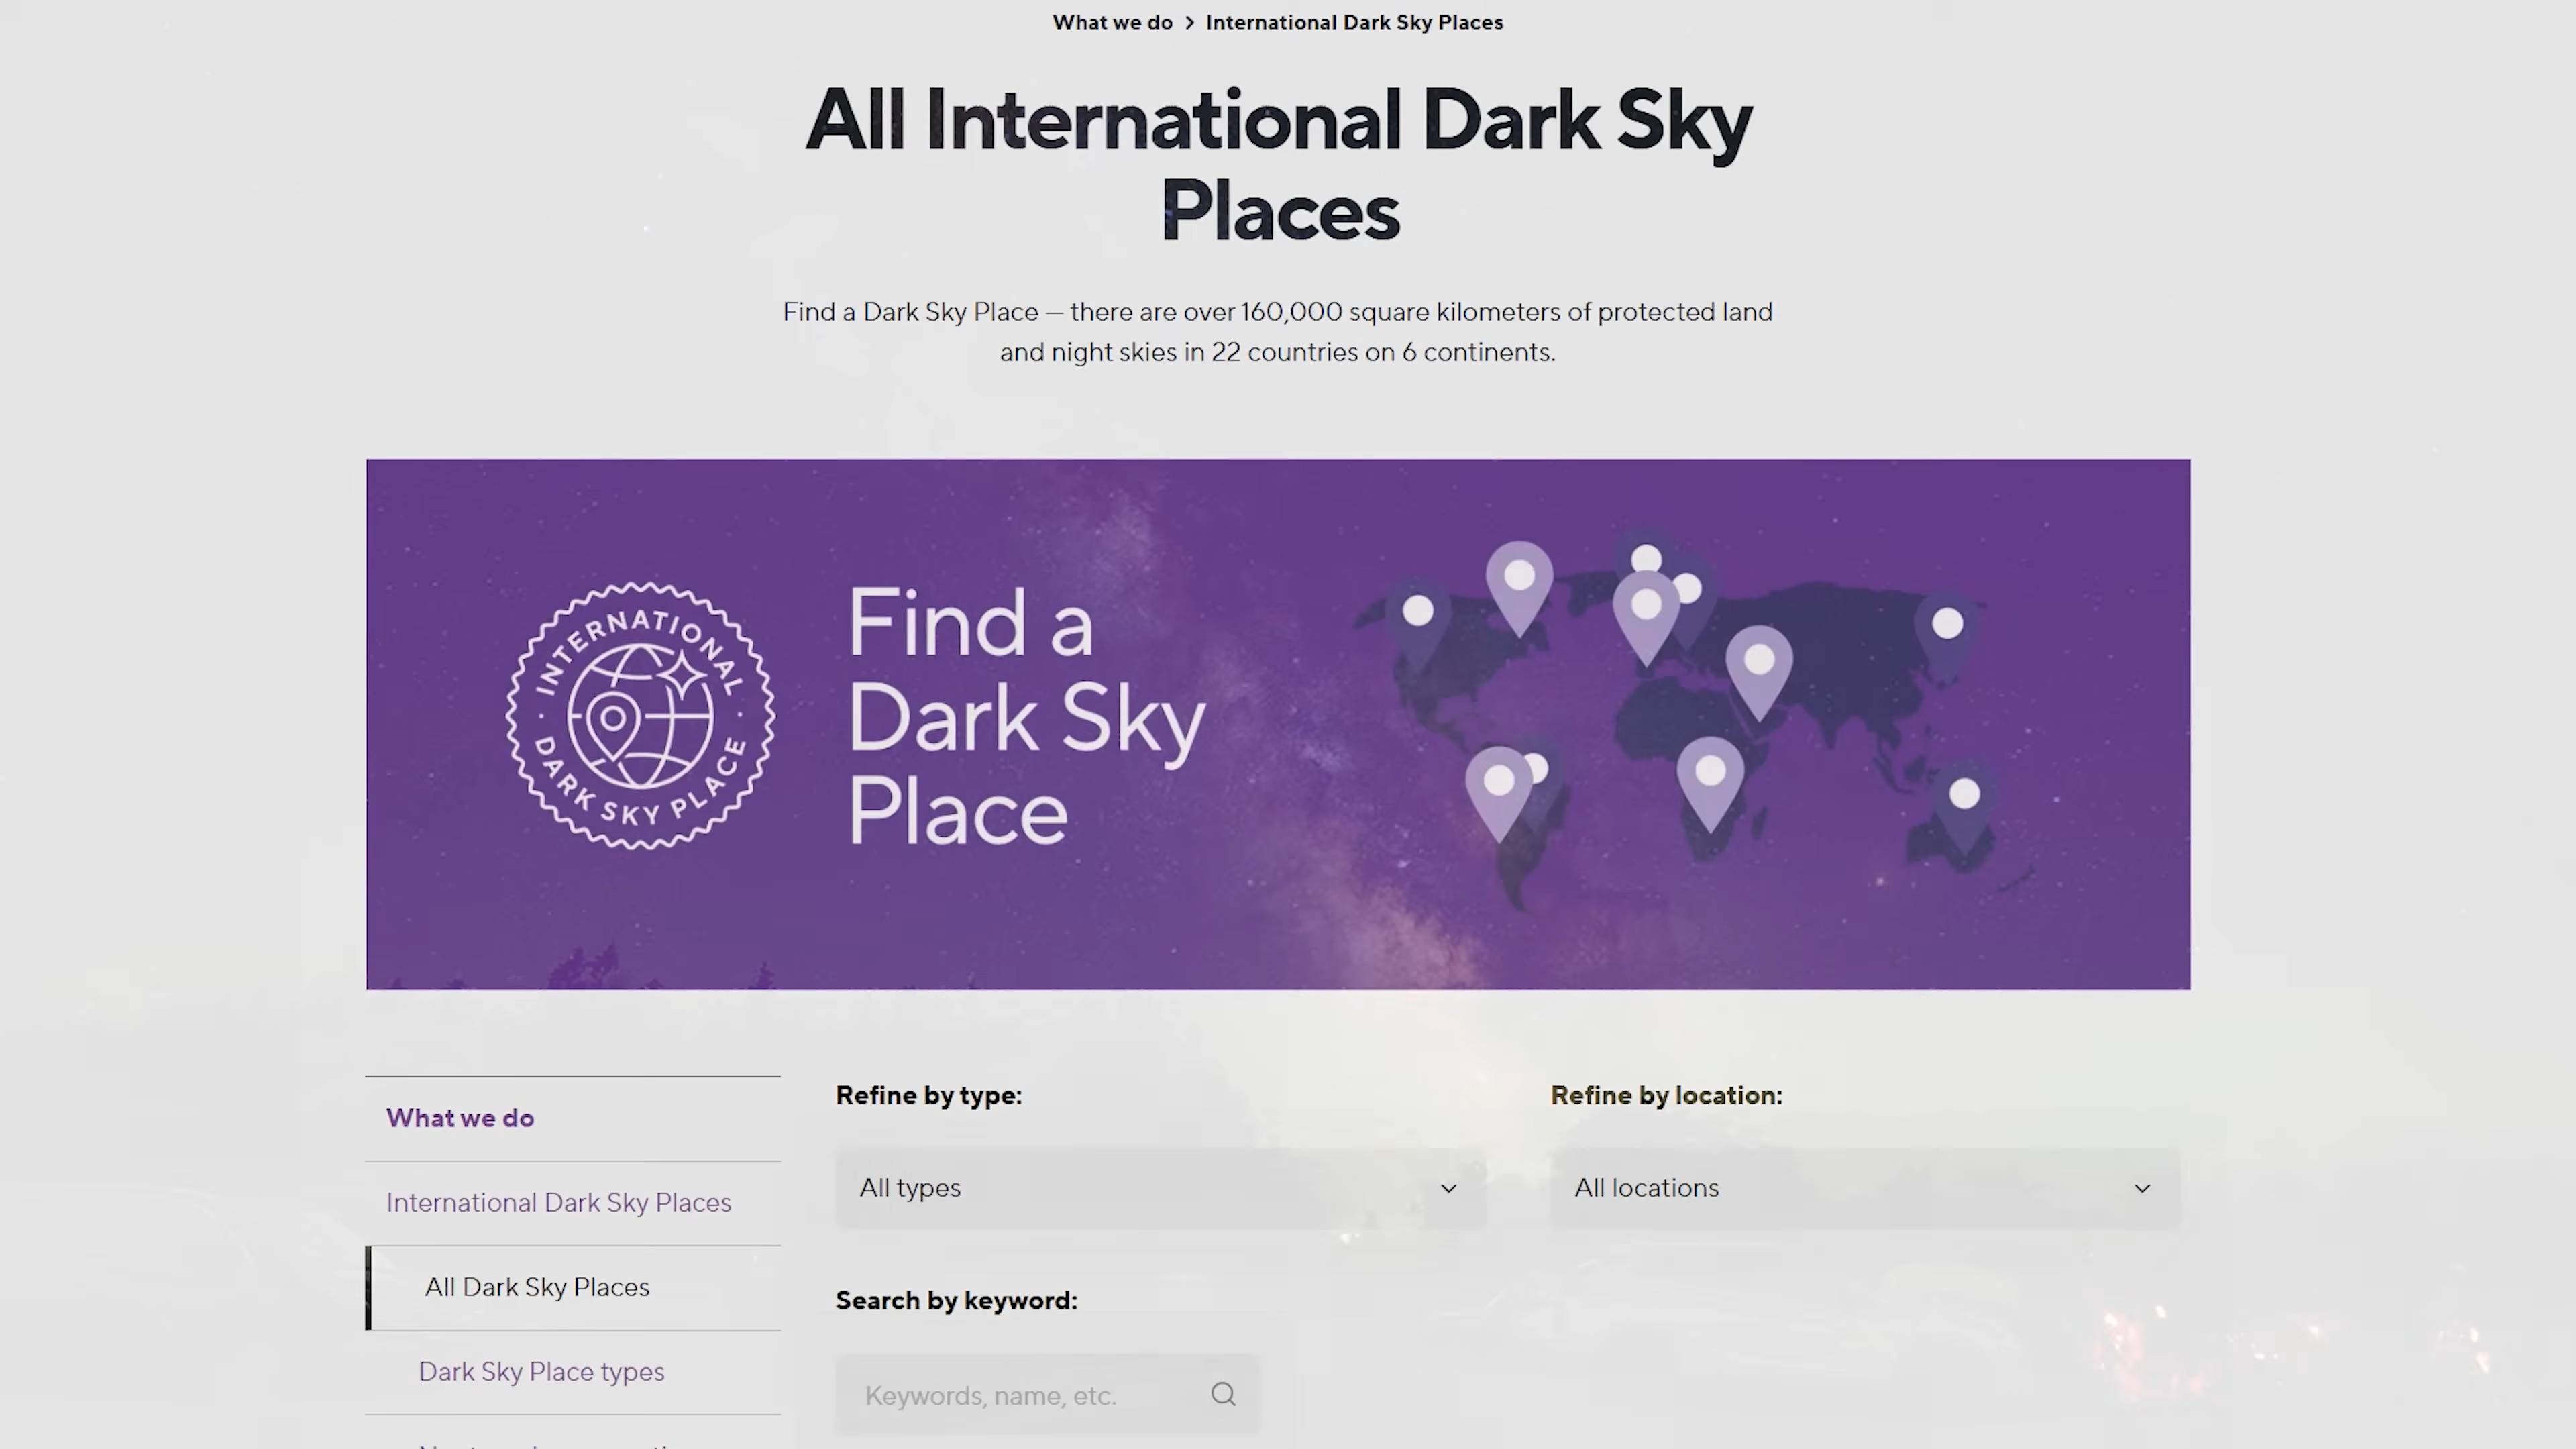 What we do > International Dark Sky Places
All International Dark Sky
Places
Find a Dark Sky Place – there are over 160,000 square kilometers of protected land
and night skies in 22 countries on 6 continents.
INTERNATIONAL
DARK SKY PLACE
Find a
Dark Sky
Place
What we do
International Dark Sky Places
All Dark Sky Places
Dark Sky Place types
Refine by type:
All types
Refine by location:
All locations
Search by keyword:
Keywords, name, etc.